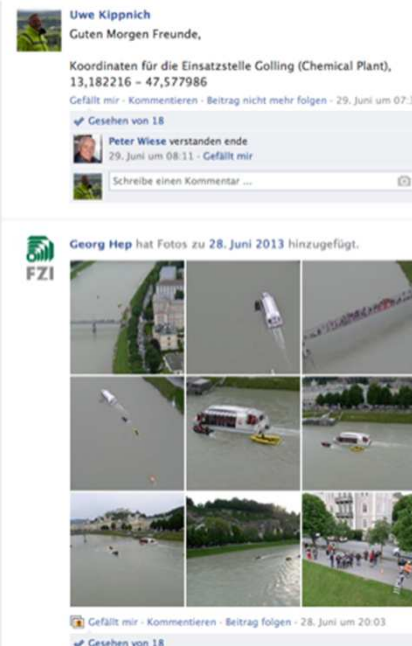 Uwe Kippnich
Guten Morgen Freunde,
Koordinaten für die Einsatzstelle Golling (Chemical Plant),
13,182216 - 47,577986
Gefällt mir · Kommentieren · Beitrag nicht mehr folgen · 29. Juni um 07:
Gesehen von 18
Peter Wiese verstanden ende
29. Juni um 08:11 · Gefällt mir
Schreibe einen Kommentar ...
FZI
Georg Hep hat Fotos zu 28. Juni 2013 hinzugefügt.
Gefällt mir · Kommentieren · Beitrag folgen · 28. Juni um 20:03
Gesehen von 18